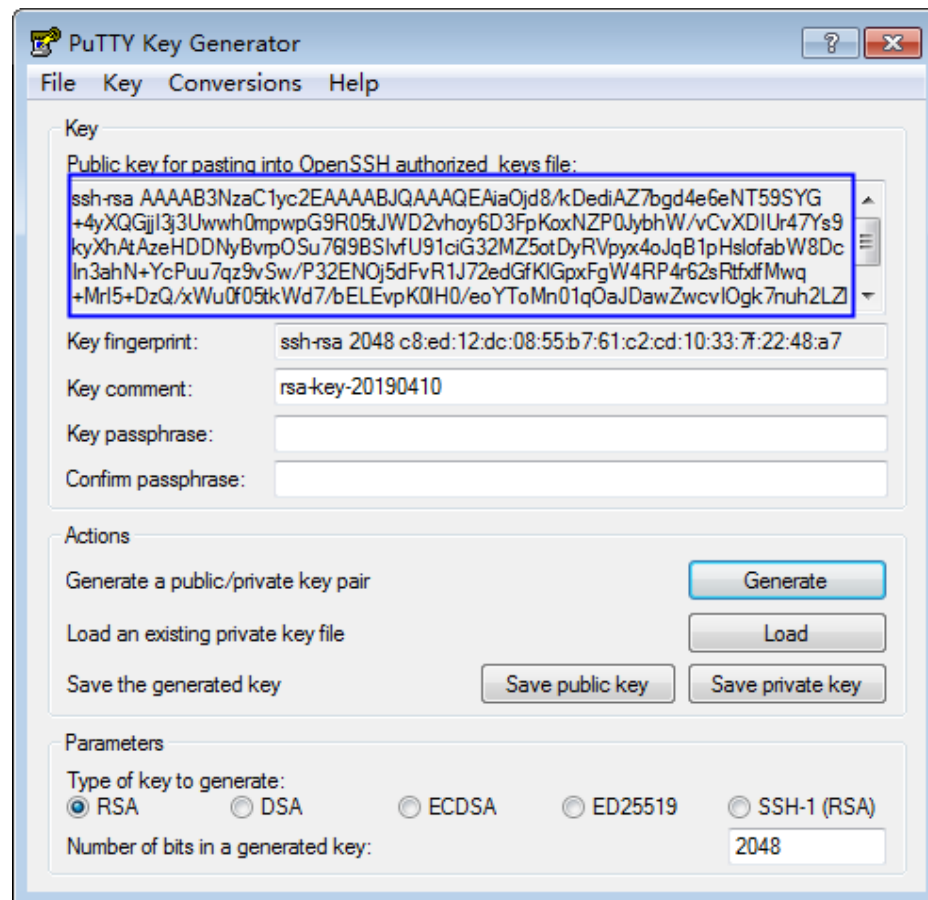 PuTTY Key Generator
File Key Conversions Help
Key
Public key for pasting into OpenSSH authorized_keys file:
ssh-rsa AAAAB3NzaC1yc2EAAAABJQAAAQEAiaOjd8/kDediAZ7bgd4e6eNT59SYG
+4yXQGjjI3j3Uwwh0mpwpG9R05tJWD2vhoy6D3FpKoxNZP0JybhW/vCvXDIUr47Ys9
kyXhAtAzeHDDNyBvrpOSu76I9BSIvfU91ciG32MZ5otDyRVpyx4oJqB1pHslofabW8Dc
In3ahN+YcPuu7qz9vSw/P32ENOj5dFvR1J72edGfKIGpxFgW4RP4r62sRtfxlfMwq
+MrI5+DzQ/xWu0f05tkWd7/bELEvpK0IH0/eoYToMn01qOaJDawZwcvIOgk7nuh2LZl
Key fingerprint: ssh-rsa 2048 c8:ed:12:dc:08:55:b7:61:c2:cd:10:33:7f:22:48:a7
Key comment: rsa-key-20190410
Key passphrase:
Confirm passphrase:
Actions
Generate a public/private key pair Generate
Load an existing private key file Load
Save the generated key Save public key Save private key
Parameters
Type of key to generate:
RSA DSA ECDSA ED25519 SSH-1 (RSA)
Number of bits in a generated key: 2048